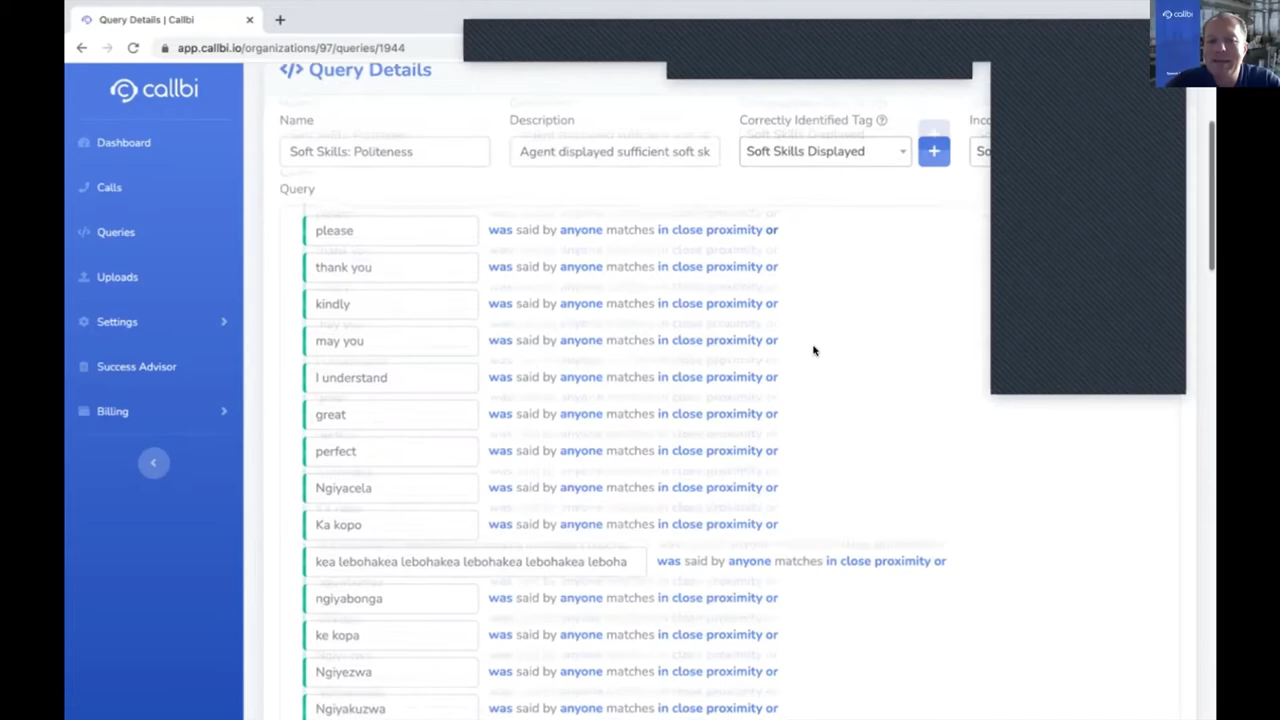 Query Details | Callbi
app.callbi.io/organizations/97/queries/1944
callbi
callbi
Query Details
Name
Description
Correctly Identified Tag
Soft Skills: Politeness
Agent displayed sufficient soft sk
Soft Skills Displayed
Query
Dashboard
Calls
Queries
Uploads
Settings
Success Advisor
Billing
please was said by anyone matches in close proximity or
thank you was said by anyone matches in close proximity or
kindly was said by anyone matches in close proximity or
may you was said by anyone matches in close proximity or
I understand was said by anyone matches in close proximity or
great was said by anyone matches in close proximity or
perfect was said by anyone matches in close proximity or
Ngiyacela was said by anyone matches in close proximity or
Ka kopo was said by anyone matches in close proximity or
kea lebohakea lebohakea lebohakea lebohakea leboha was said by anyone matches in close proximity or
ngiyabonga was said by anyone matches in close proximity or
ke kopa was said by anyone matches in close proximity or
Ngiyezwa was said by anyone matches in close proximity or
Ngiyakuzwa was said by anyone matches in close proximity or